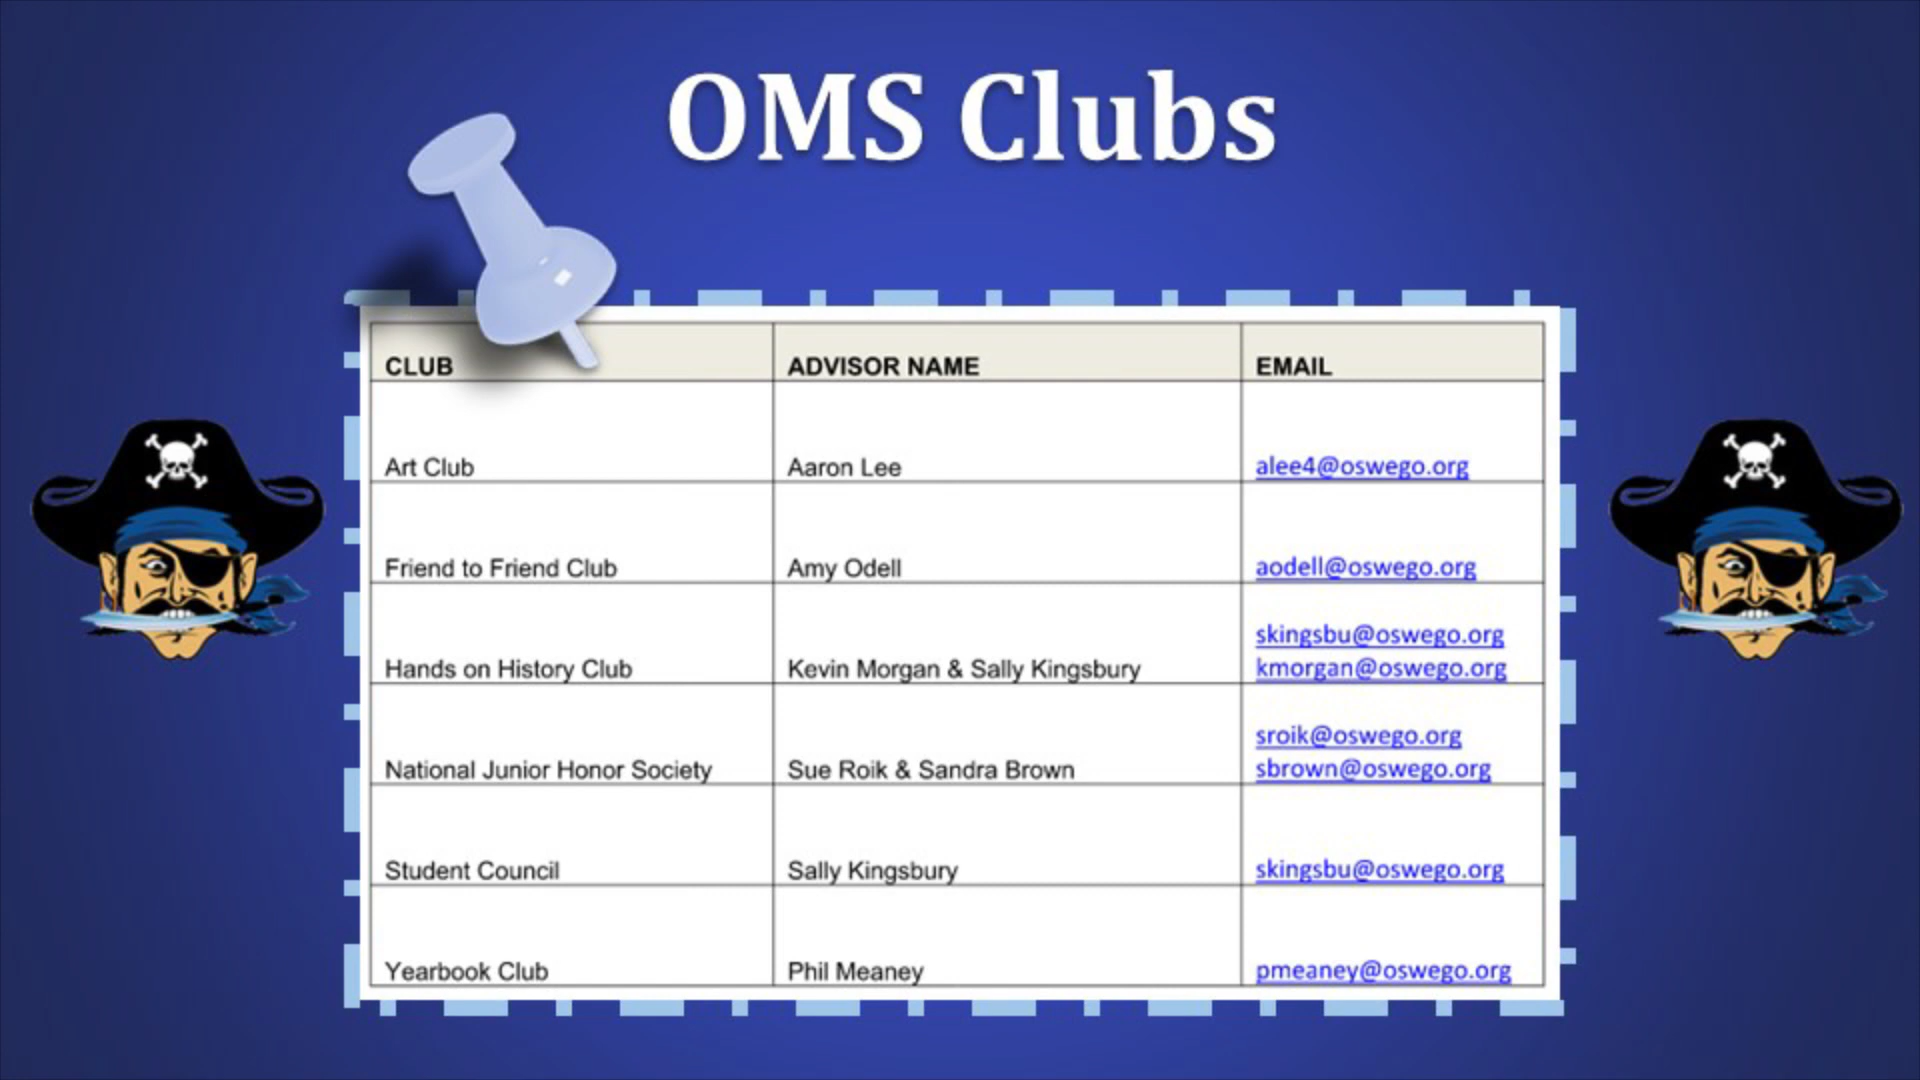 OMS Clubs
CLUB ADVISOR NAME EMAIL
Art Club Aaron Lee alee4@oswego.org
Friend to Friend Club Amy Odell aodell@oswego.org
skingsbu@oswego.org
Hands on History Club Kevin Morgan & Sally Kingsbury kmorgan@oswego.org
sroik@oswego.org
National Junior Honor Society Sue Roik & Sandra Brown sbrown@oswego.org
Student Council Sally Kingsbury skingsbu@oswego.org
Yearbook Club Phil Meaney pmeaney@oswego.org